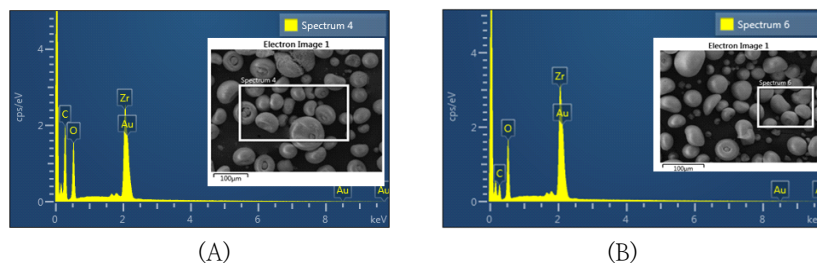 Spectrum 4
Electron Image 1
Spectrum 4
100μm
cps/eV
4
2
0
C
O
Zr
Au
Au
Au
0
2
4
6
8
keV
(A)
Spectrum 6
Electron Image 1
Spectrum 6
100μm
cps/eV
4
2
0
C
O
Zr
Au
Au
0
2
4
6
8
keV
(B)